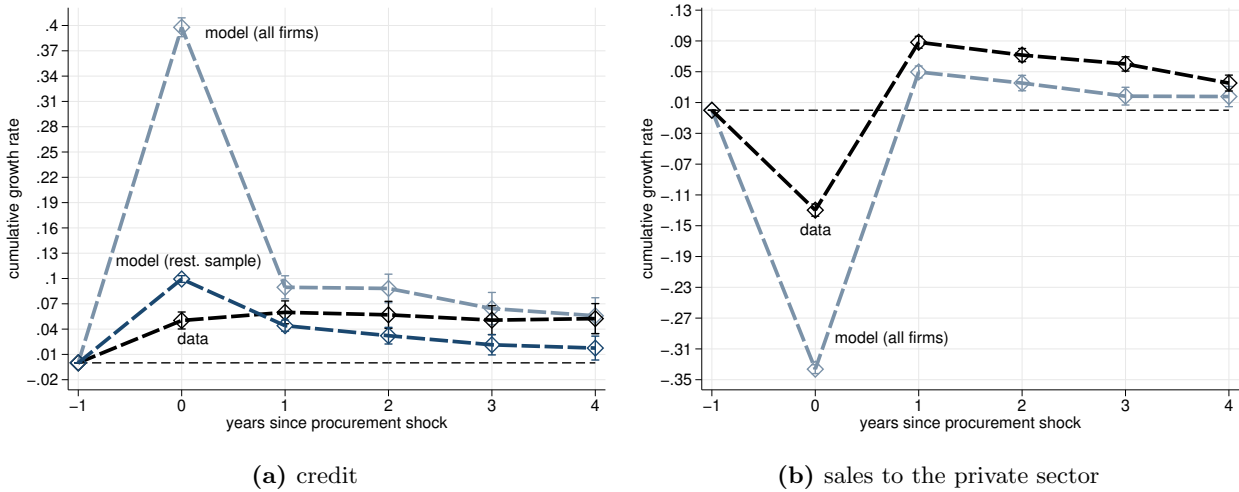 cumulative growth rate
.4
.37
.34
.31
.28
.25
.22
.19
.16
.13
.1
.07
.04
.01
−.02
model (all firms)
model (rest. sample)
data
−1 0 1 2 3 4
years since procurement shock
(a) credit
cumulative growth rate
.13
.09
.05
.01
−.03
−.07
−.11
−.15
−.19
−.23
−.27
−.31
−.35
data
model (all firms)
−1 0 1 2 3 4
years since procurement shock
(b) sales to the private sector